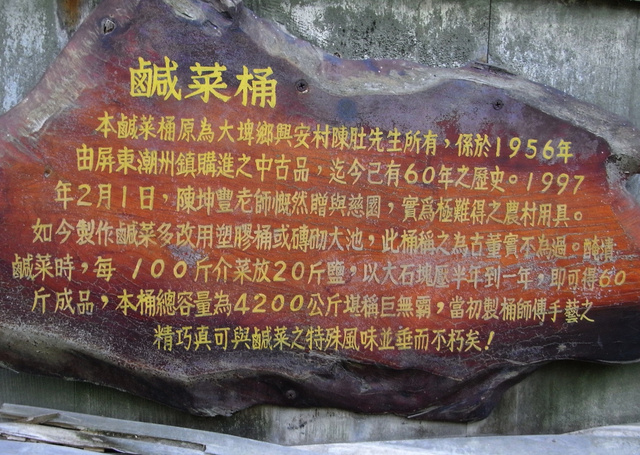 鹹菜桶
本鹹菜桶原為大埤鄉興安村陳肚先生所有，係於1956年
由屏東潮州鎮購進之中古品，迄今已有60年之歷史。1997
年2月1日，陳坤豐老師慨然贈與慈園，實為極難得之農村用具。
如今製作鹹菜多改用塑膠桶或磚砌大池，此桶稱之為古董實不為過。醃漬
鹹菜時，每100斤芥菜放20斤鹽，以大石塊壓半年到一年，即可得60
斤成品，本桶總容量為4200公斤堪稱巨無霸，當初製桶師傅手藝之
精巧真可與鹹菜之特殊風味並垂而不朽矣！